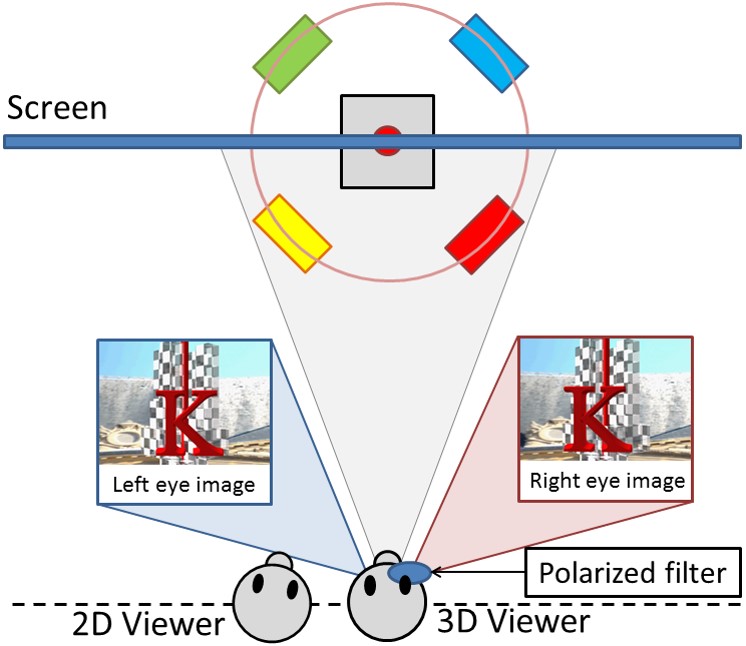 Screen
K
K
Left eye image
Right eye image
Polarized filter
2D Viewer
3D Viewer